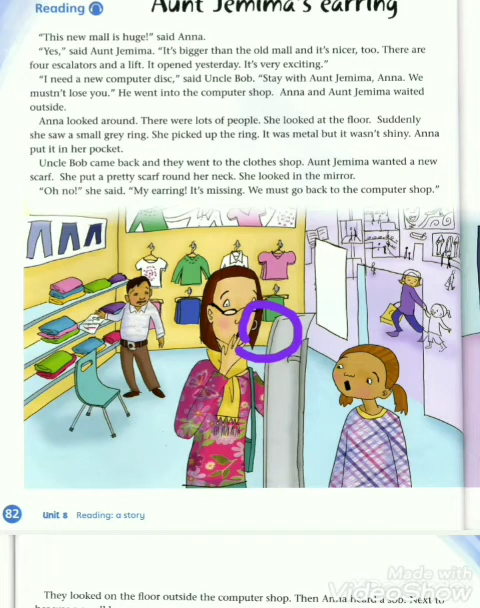 Reading
Aunt Jemima's earring
"This new mall is huge!" said Anna.
"Yes," said Aunt Jemima. "It's bigger than the old mall and it's nicer, too. There are
four escalators and a lift. It opened yesterday. It's very exciting."
"I need a new computer disc," said Uncle Bob. "Stay with Aunt Jemima, Anna. We
mustn't lose you." He went into the computer shop. Anna and Aunt Jemima waited
outside.
Anna looked around. There were lots of people. She looked at the floor. Suddenly
she saw a small grey ring. She picked up the ring. It was metal but it wasn't shiny. Anna
put it in her pocket.
Uncle Bob came back and they went to the clothes shop. Aunt Jemima wanted a new
scarf. She put a pretty scarf round her neck. She looked in the mirror.
"Oh no!" she said. "My earring! It's missing. We must go back to the computer shop."
82 Unit 8 Reading: a story
Made with
VideoShow
They looked on the floor outside the computer shop. Then Anna heard a sob. Next to